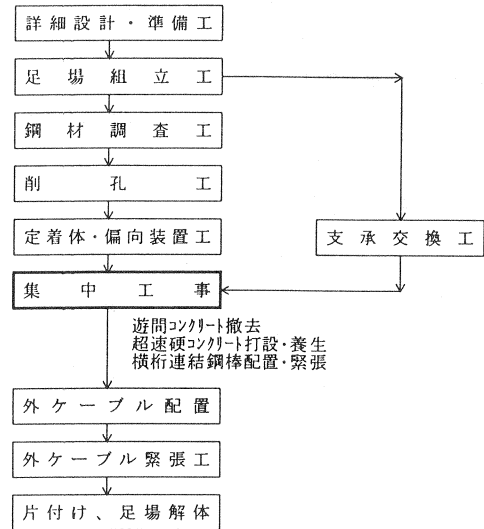 詳細設計・準備工
足場組立工
鋼材調査工
削孔工
定着体・偏向装置工
支承交換工
集中工事
遊間コンクリート撤去
超速硬コンクリート打設・養生
横桁連結鋼棒配置・緊張
外ケーブル配置
外ケーブル緊張工
片付け、足場解体